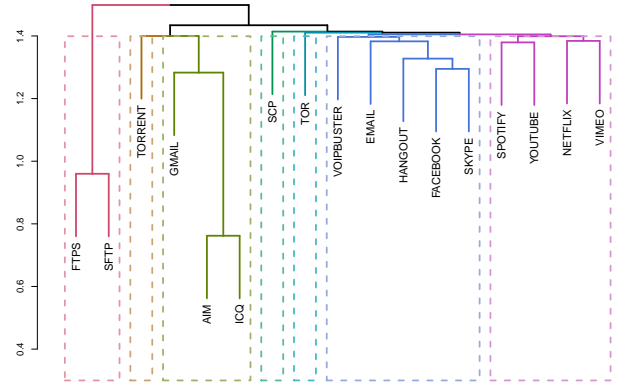 1.4
1.2
1.0
0.8
0.6
0.4
FTPS
SFTP
TORRENT
GMAIL
AIM
ICQ
SCP
TOR
VOIPBUSTER
EMAIL
HANGOUT
FACEBOOK
SKYPE
SPOTIFY
YOUTUBE
NETFLIX
VIMEO